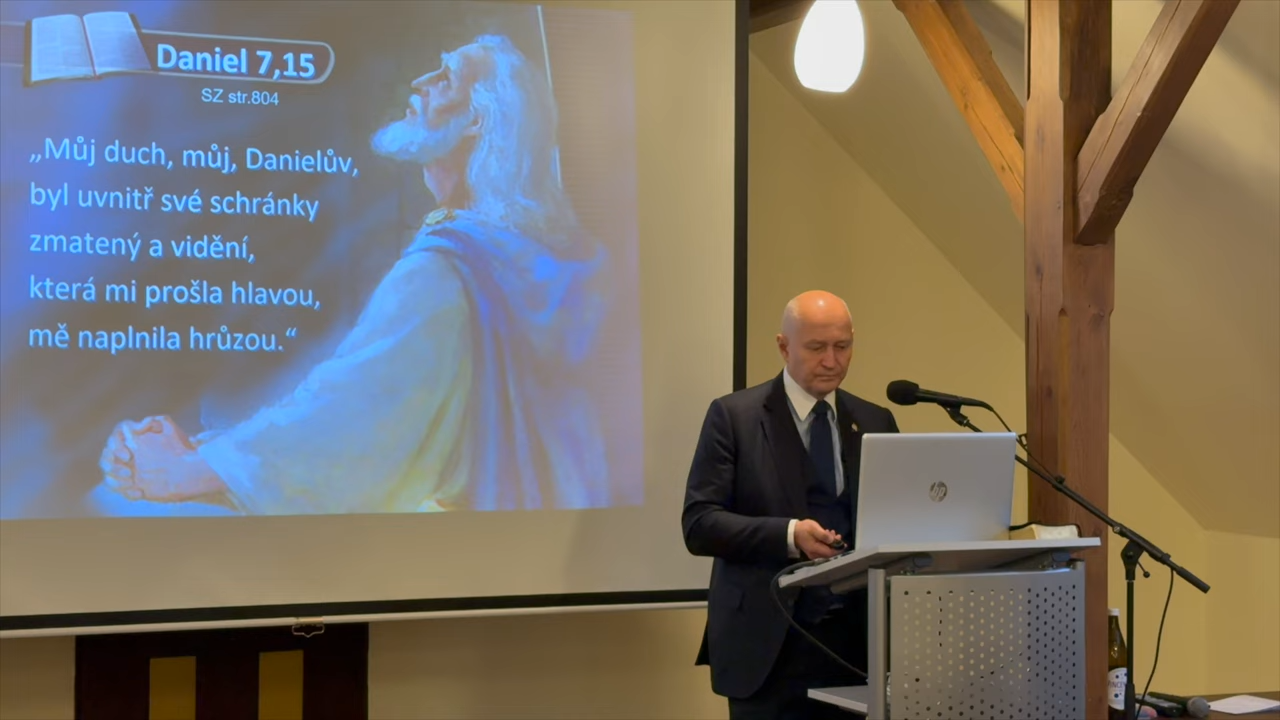 Daniel 7,15
SZ str.804
„Můj duch, můj, Danielův,
byl uvnitř své schránky
zmatený a vidění,
která mi prošla hlavou,
mě naplnila hrůzou.“
hp